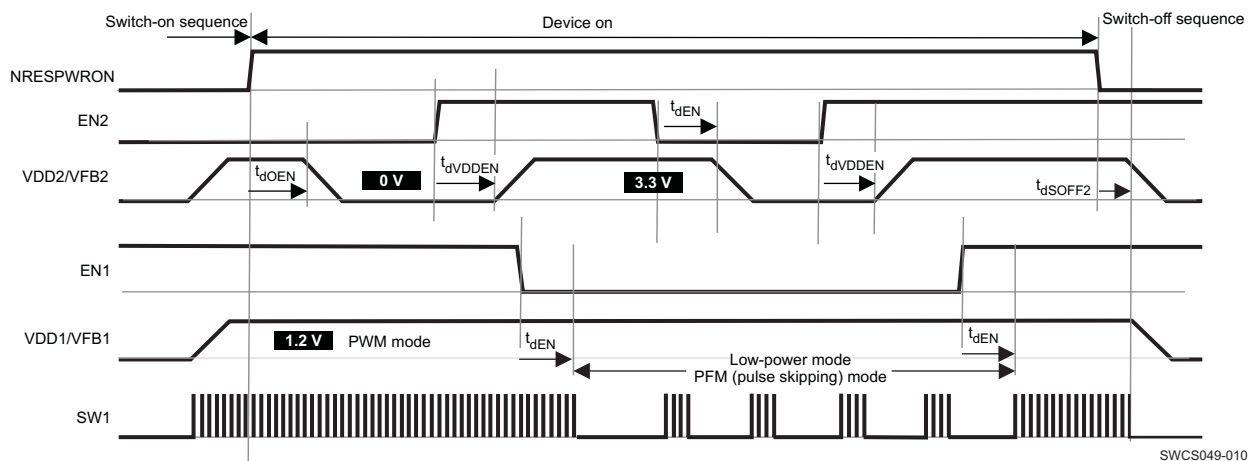 Switch-on sequence
Device on
Switch-off sequence
NRESPWRON
EN2
tdEN
VDD2/VFB2
tdOEN
0 V
tdVDDEN
3.3 V
tdVDDEN
tdSOFF2
EN1
VDD1/VFB1
1.2 V
PWM mode
tdEN
Low-power mode
PFM (pulse skipping) mode
tdEN
SW1
SWCS049-010